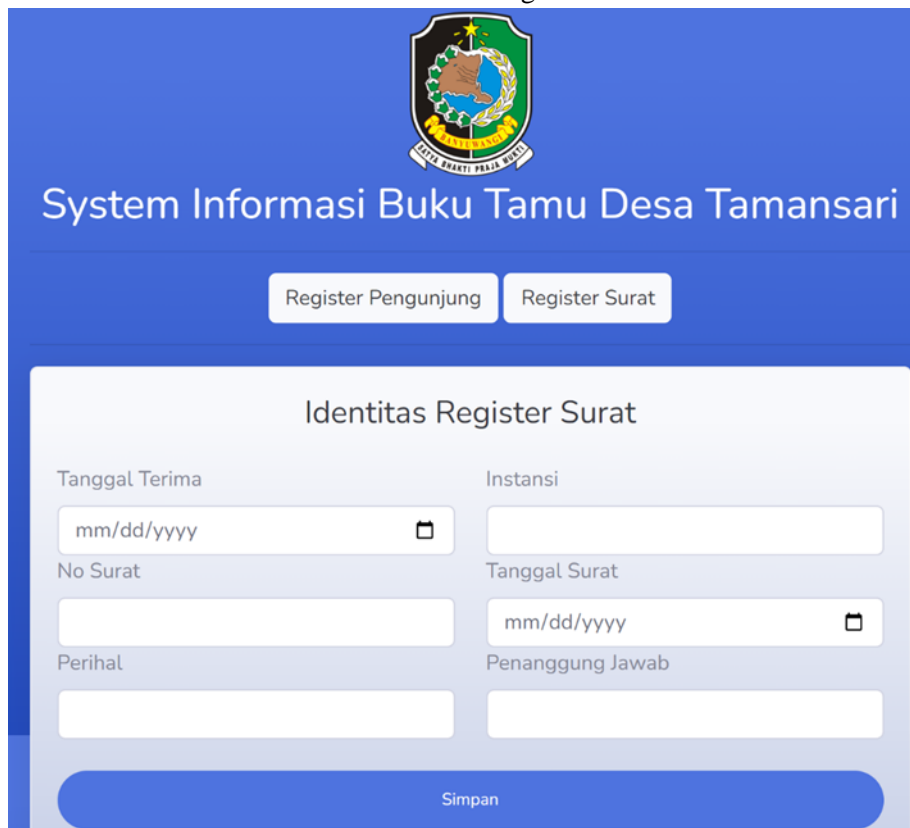 BANYUWANGI
SATYA BHAKTI PRAJA MUKTI
System Informasi Buku Tamu Desa Tamansari
Register Pengunjung Register Surat
Identitas Register Surat
Tanggal Terima Instansi
mm/dd/yyyy
No Surat Tanggal Surat
mm/dd/yyyy
Perihal Penanggung Jawab
Simpan